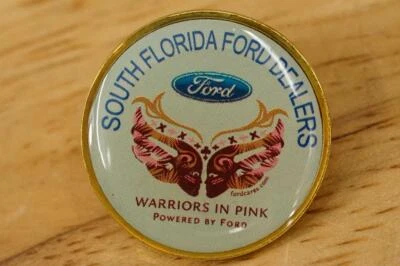 SOUTH FLORIDA FORD DEALERS
Ford
fordcares.com
WARRIORS IN PINK
POWERED BY FORD